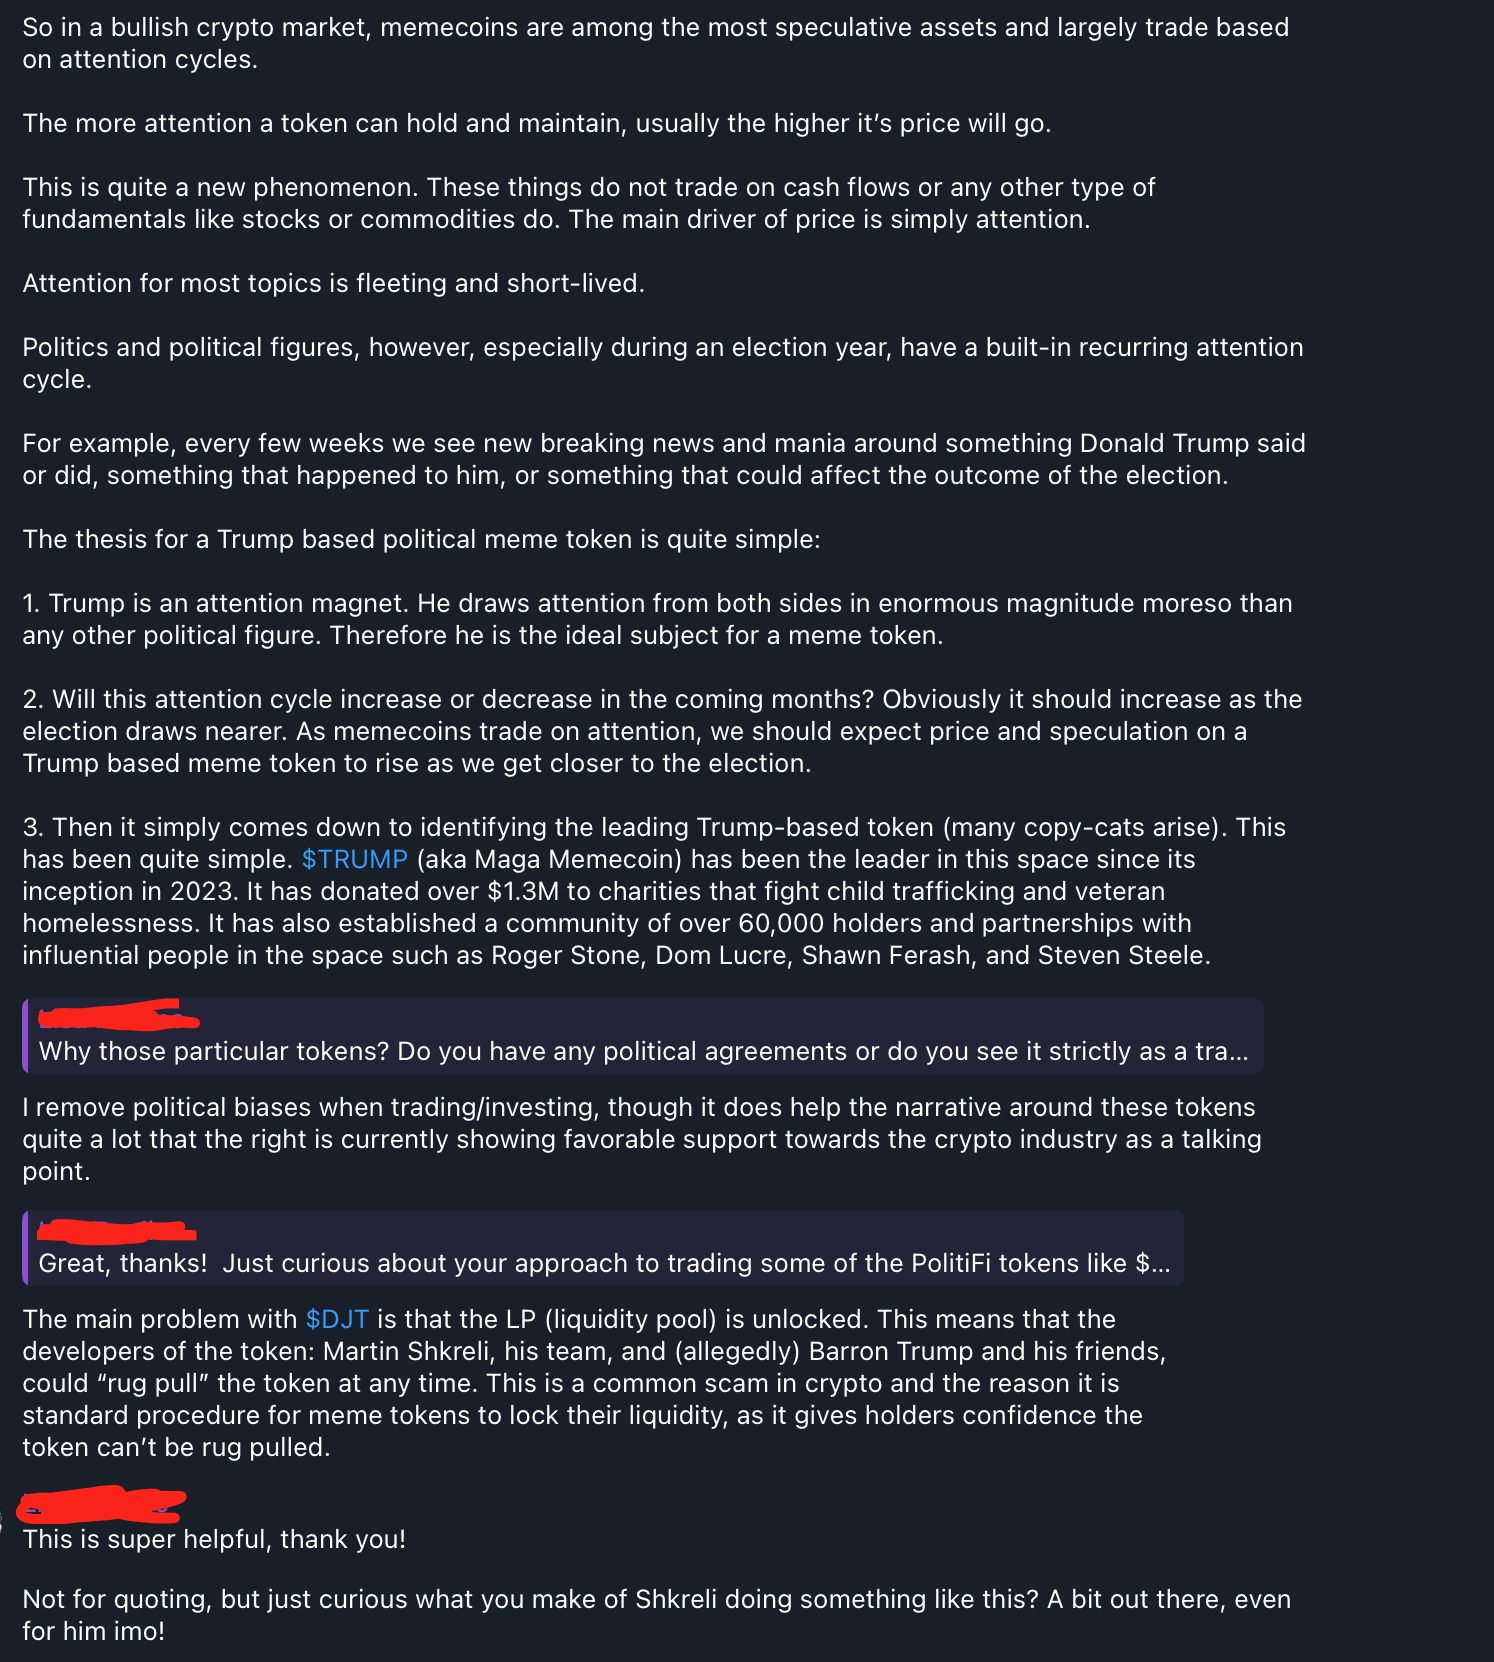 So in a bullish crypto market, memecoins are among the most speculative assets and largely trade based
on attention cycles.
The more attention a token can hold and maintain, usually the higher it’s price will go.
This is quite a new phenomenon. These things do not trade on cash flows or any other type of
fundamentals like stocks or commodities do. The main driver of price is simply attention.
Attention for most topics is fleeting and short-lived.
Politics and political figures, however, especially during an election year, have a built-in recurring attention
cycle.
For example, every few weeks we see new breaking news and mania around something Donald Trump said
or did, something that happened to him, or something that could affect the outcome of the election.
The thesis for a Trump based political meme token is quite simple:
1. Trump is an attention magnet. He draws attention from both sides in enormous magnitude moreso than
any other political figure. Therefore he is the ideal subject for a meme token.
2. Will this attention cycle increase or decrease in the coming months? Obviously it should increase as the
election draws nearer. As memecoins trade on attention, we should expect price and speculation on a
Trump based meme token to rise as we get closer to the election.
3. Then it simply comes down to identifying the leading Trump-based token (many copy-cats arise). This
has been quite simple. $TRUMP (aka Maga Memecoin) has been the leader in this space since its
inception in 2023. It has donated over $1.3M to charities that fight child trafficking and veteran
homelessness. It has also established a community of over 60,000 holders and partnerships with
influential people in the space such as Roger Stone, Dom Lucre, Shawn Ferash, and Steven Steele.
Why those particular tokens? Do you have any political agreements or do you see it strictly as a tra...
I remove political biases when trading/investing, though it does help the narrative around these tokens
quite a lot that the right is currently showing favorable support towards the crypto industry as a talking
point.
Great, thanks!  Just curious about your approach to trading some of the PolitiFi tokens like $...
The main problem with $DJT is that the LP (liquidity pool) is unlocked. This means that the
developers of the token: Martin Shkreli, his team, and (allegedly) Barron Trump and his friends,
could “rug pull” the token at any time. This is a common scam in crypto and the reason it is
standard procedure for meme tokens to lock their liquidity, as it gives holders confidence the
token can’t be rug pulled.
This is super helpful, thank you!
Not for quoting, but just curious what you make of Shkreli doing something like this? A bit out there, even
for him imo!